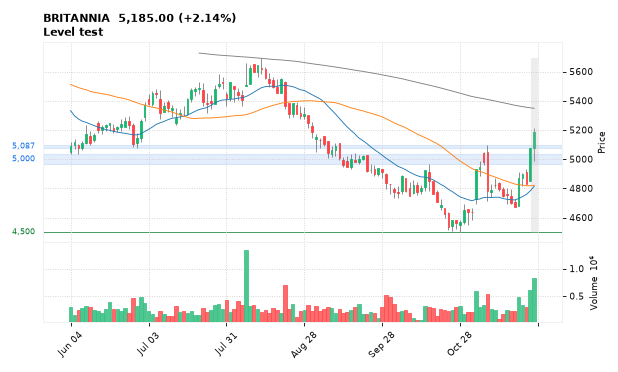 BRITANNIA 5,185.00 (+2.14%)
Level test
5600
5400
5200
5,087
5000
5,000
4800
4600
4,500
Price
1.0
0.5
Volume 10⁶
Jun 04
Jul 03
Jul 31
Aug 28
Sep 28
Oct 28